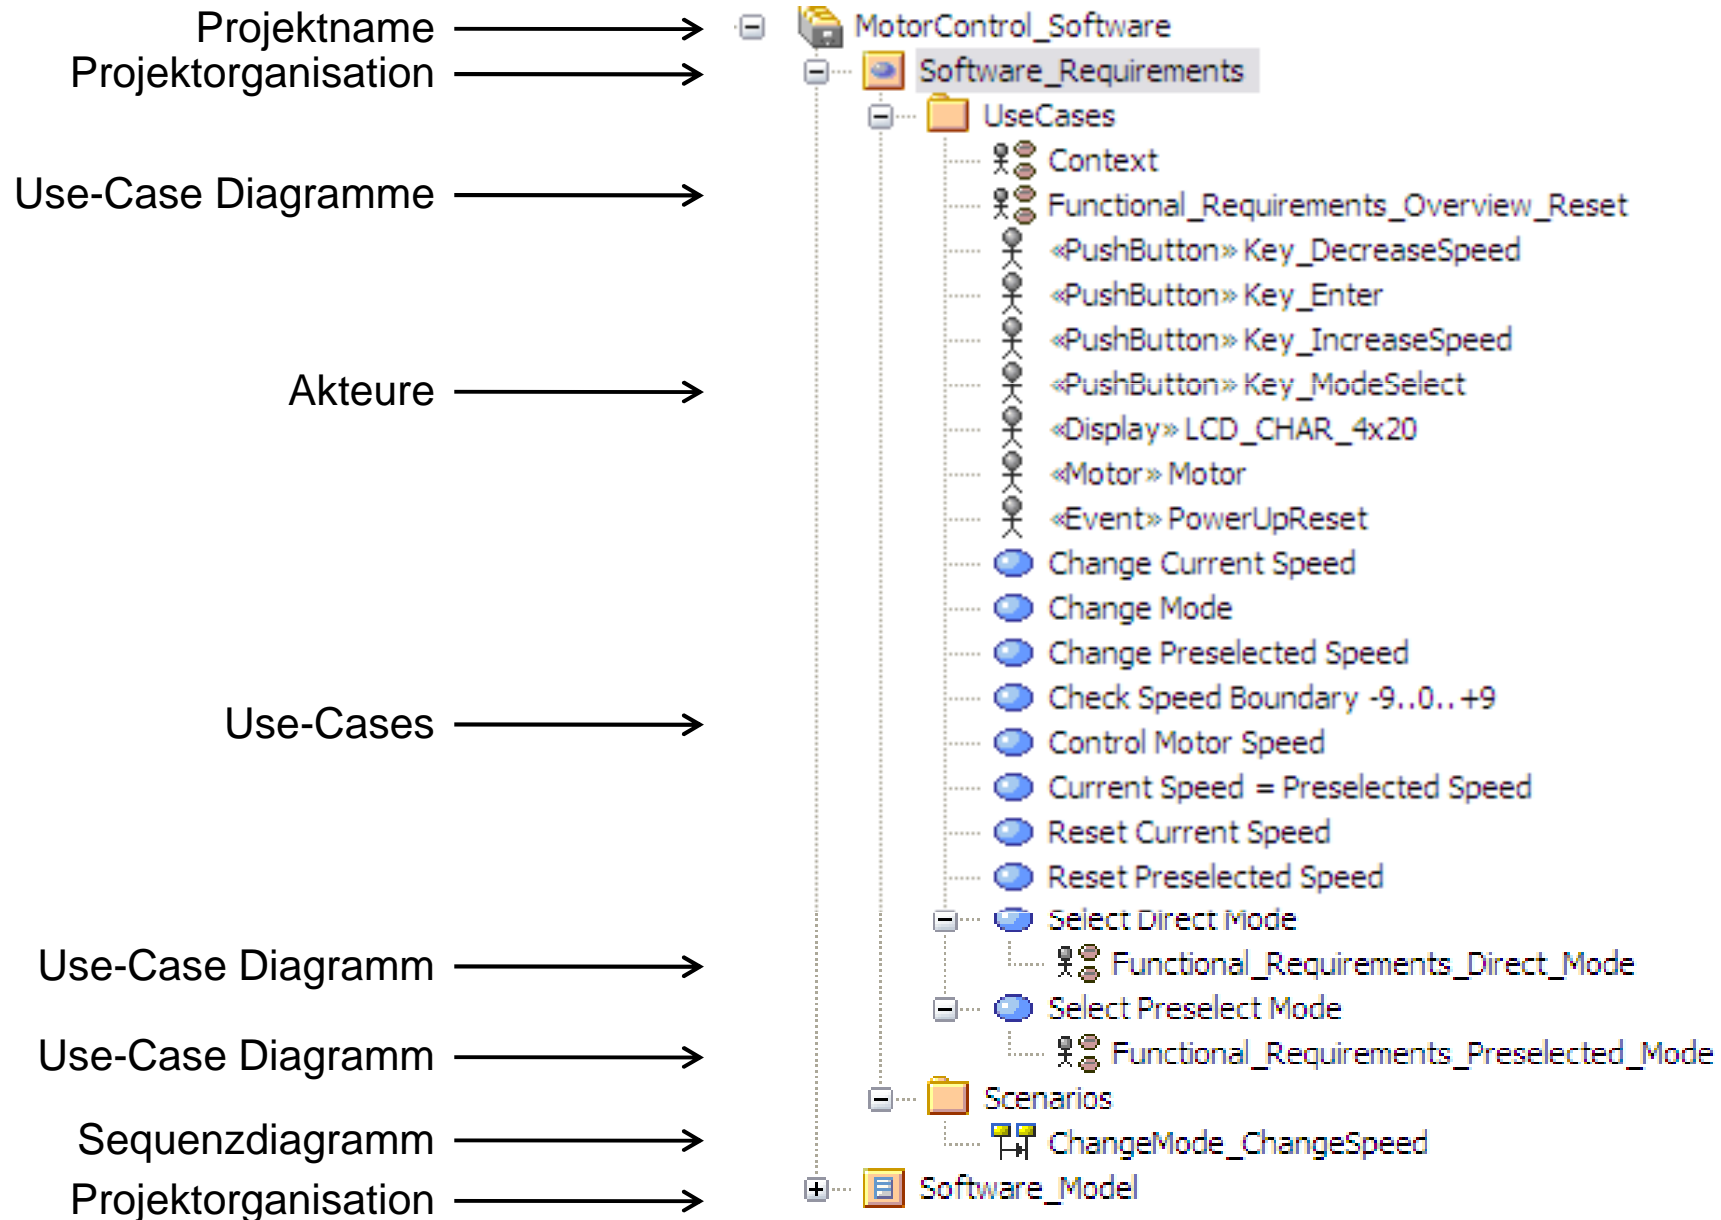 Projektname MotorControl_Software
Projektorganisation Software_Requirements
UseCases
Context
Use-Case Diagramme Functional_Requirements_Overview_Reset
«PushButton» Key_DecreaseSpeed
«PushButton» Key_Enter
«PushButton» Key_IncreaseSpeed
Akteure «PushButton» Key_ModeSelect
«Display» LCD_CHAR_4x20
«Motor» Motor
«Event» PowerUpReset
Change Current Speed
Change Mode
Change Preselected Speed
Check Speed Boundary -9..0..+9
Use-Cases Control Motor Speed
Current Speed = Preselected Speed
Reset Current Speed
Reset Preselected Speed
Select Direct Mode
Use-Case Diagramm Functional_Requirements_Direct_Mode
Select Preselect Mode
Use-Case Diagramm Functional_Requirements_Preselected_Mode
Scenarios
Sequenzdiagramm ChangeMode_ChangeSpeed
Projektorganisation Software_Model